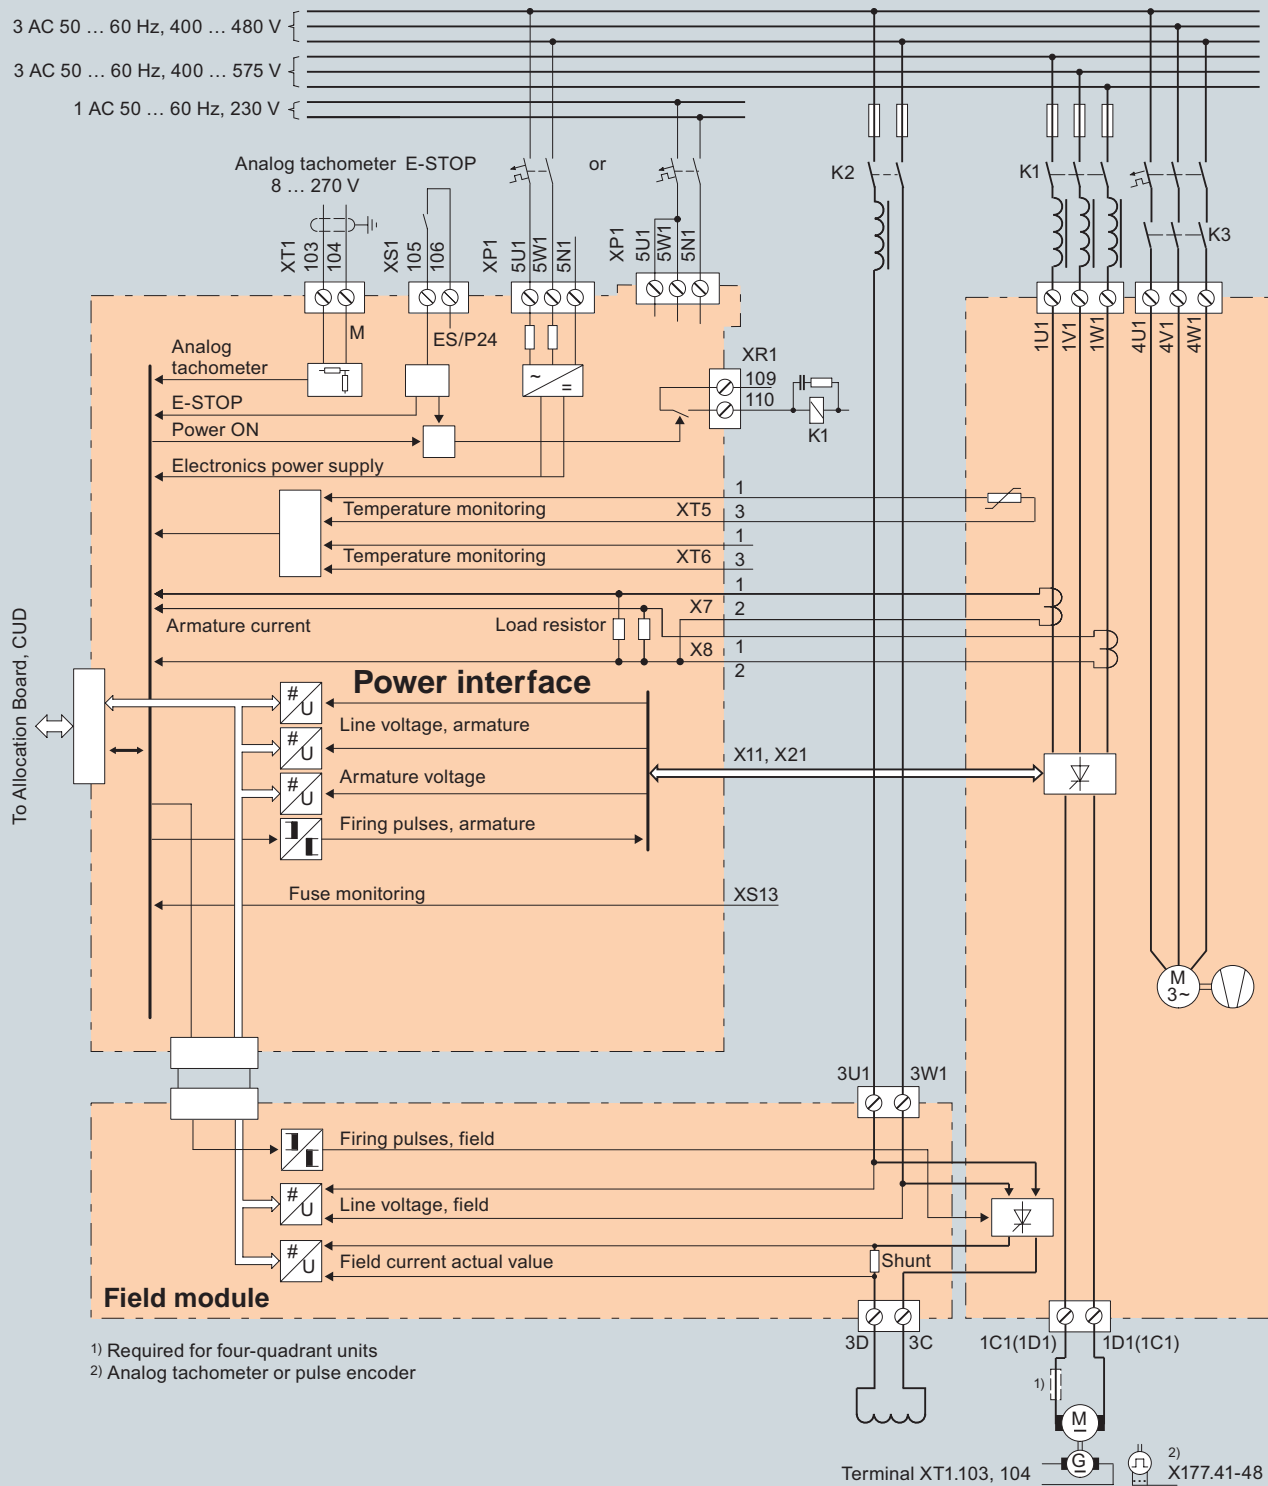 3 AC 50 … 60 Hz, 400 … 480 V
3 AC 50 … 60 Hz, 400 … 575 V
1 AC 50 … 60 Hz, 230 V
Analog tachometer
8 … 270 V
E-STOP
or
K2
K1
K3
XT1
103
104
XS1
105
106
XP1
5U1
5W1
5N1
XP1
5U1
5W1
5N1
M
ES/P24
1U1
1V1
1W1
4U1
4V1
4W1
Analog
tachometer
~
=
XR1
109
110
K1
E-STOP
Power ON
Electronics power supply
Temperature monitoring
XT5
1
3
Temperature monitoring
XT6
1
3
Armature current
Load resistor
X7
1
2
X8
1
2
To Allocation Board, CUD
Power interface
#
U
Line voltage, armature
#
U
Armature voltage
#
U
Firing pulses, armature
X11, X21
Fuse monitoring
XS13
M
3~
3U1
3W1
Firing pulses, field
#
U
Line voltage, field
#
U
Field current actual value
Shunt
Field module
3D
3C
1C1(1D1)
1D1(1C1)
1) Required for four-quadrant units
2) Analog tachometer or pulse encoder
1)
M
G
2)
Terminal XT1.103, 104
X177.41-48